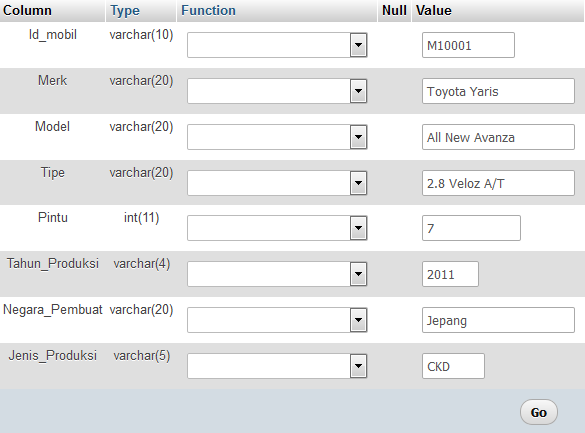 Column Type Function Null Value
Id_mobil varchar(10) M10001
Merk varchar(20) Toyota Yaris
Model varchar(20) All New Avanza
Tipe varchar(20) 2.8 Veloz A/T
Pintu int(11) 7
Tahun_Produksi varchar(4) 2011
Negara_Pembuat varchar(20) Jepang
Jenis_Produksi varchar(5) CKD
Go